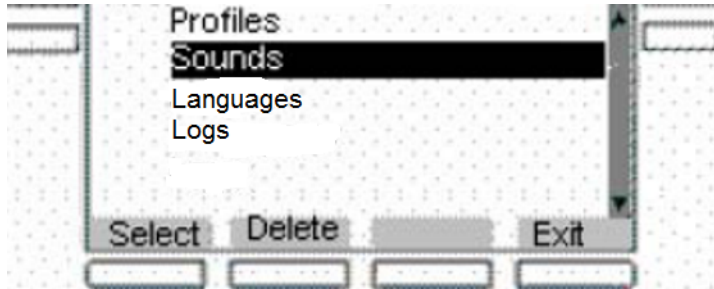 Profiles
Sounds
Languages
Logs
Select Delete Exit